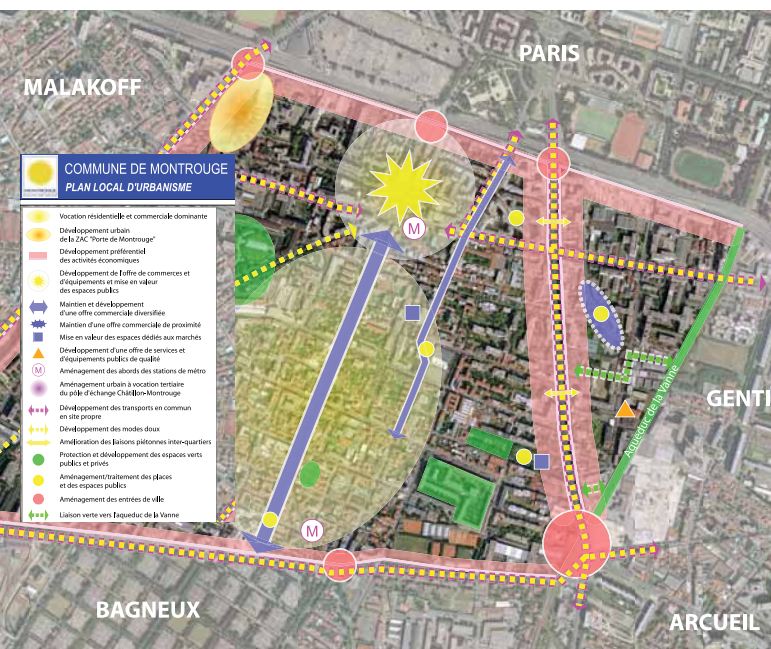 PARIS
MALAKOFF
COMMUNE DE MONTROUGE
PLAN LOCAL D'URBANISME
Vocation résidentielle et commerciale dominante
Développement urbain
de la ZAC "Porte de Montrouge"
Développement préférentiel
des activités économiques
Développement de l'offre de commerces et
d'équipements et mise en valeur
des espaces publics
Maintien et développement
d'une offre commerciale diversifiée
Maintien d'une offre commerciale de proximité
Mise en valeur des espaces dédiés aux marchés
Développement d'une offre de services et
d'équipements publics de qualité
M
Aménagement des abords des stations de métro
Aménagement urbain à vocation tertiaire
du pôle d'échange Châtillon-Montrouge
Développement des transports en commun
en site propre
Développement des modes doux
Amélioration des liaisons piétonnes inter-quartiers
Protection et développement des espaces verts
publics et privés
Aménagement/traitement des places
et des espaces publics
Aménagement des entrées de ville
Liaison verte vers l'aqueduc de la Vanne
M
M
Aqueduc de la Vanne
GENTI
BAGNEUX
ARCUEIL